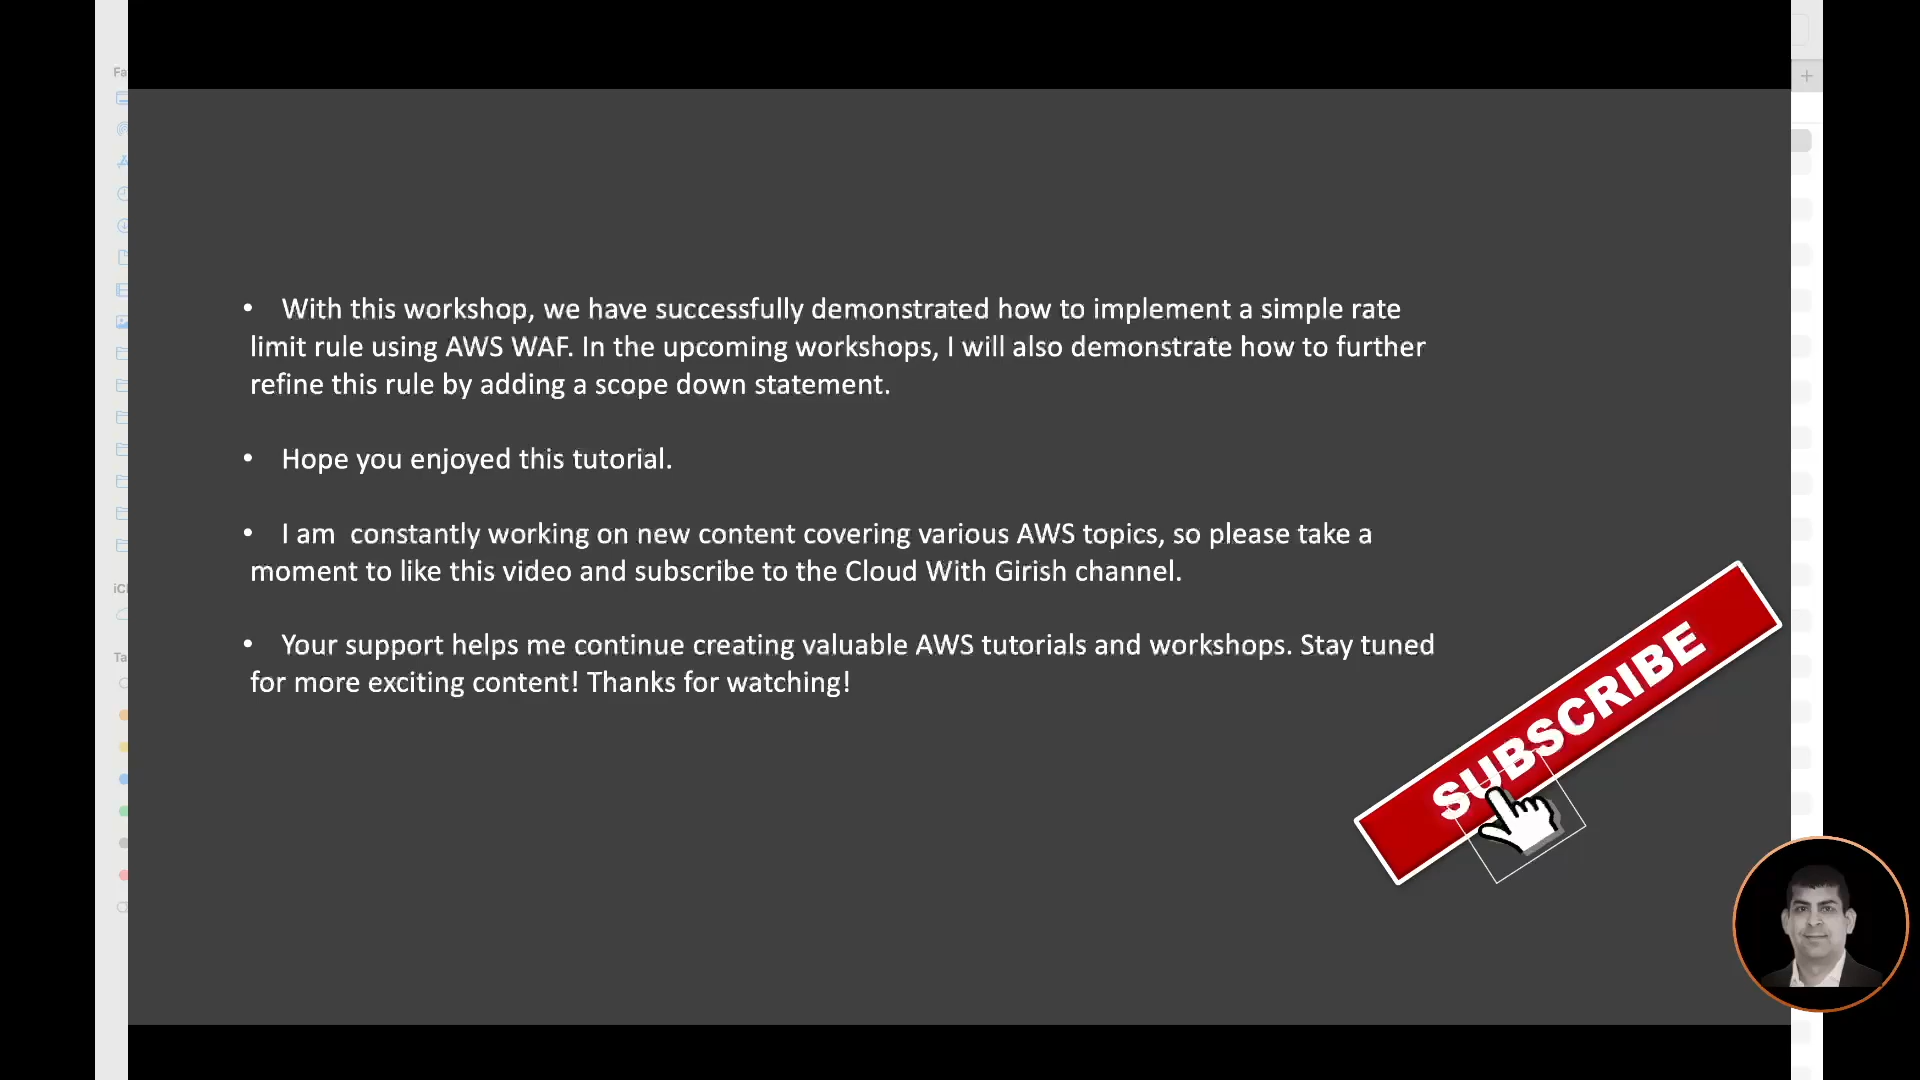 Fa
• With this workshop, we have successfully demonstrated how to implement a simple rate
limit rule using AWS WAF. In the upcoming workshops, I will also demonstrate how to further
refine this rule by adding a scope down statement.
• Hope you enjoyed this tutorial.
• I am  constantly working on new content covering various AWS topics, so please take a
moment to like this video and subscribe to the Cloud With Girish channel.
iCl
• Your support helps me continue creating valuable AWS tutorials and workshops. Stay tuned
for more exciting content! Thanks for watching!
Ta
SUBSCRIBE